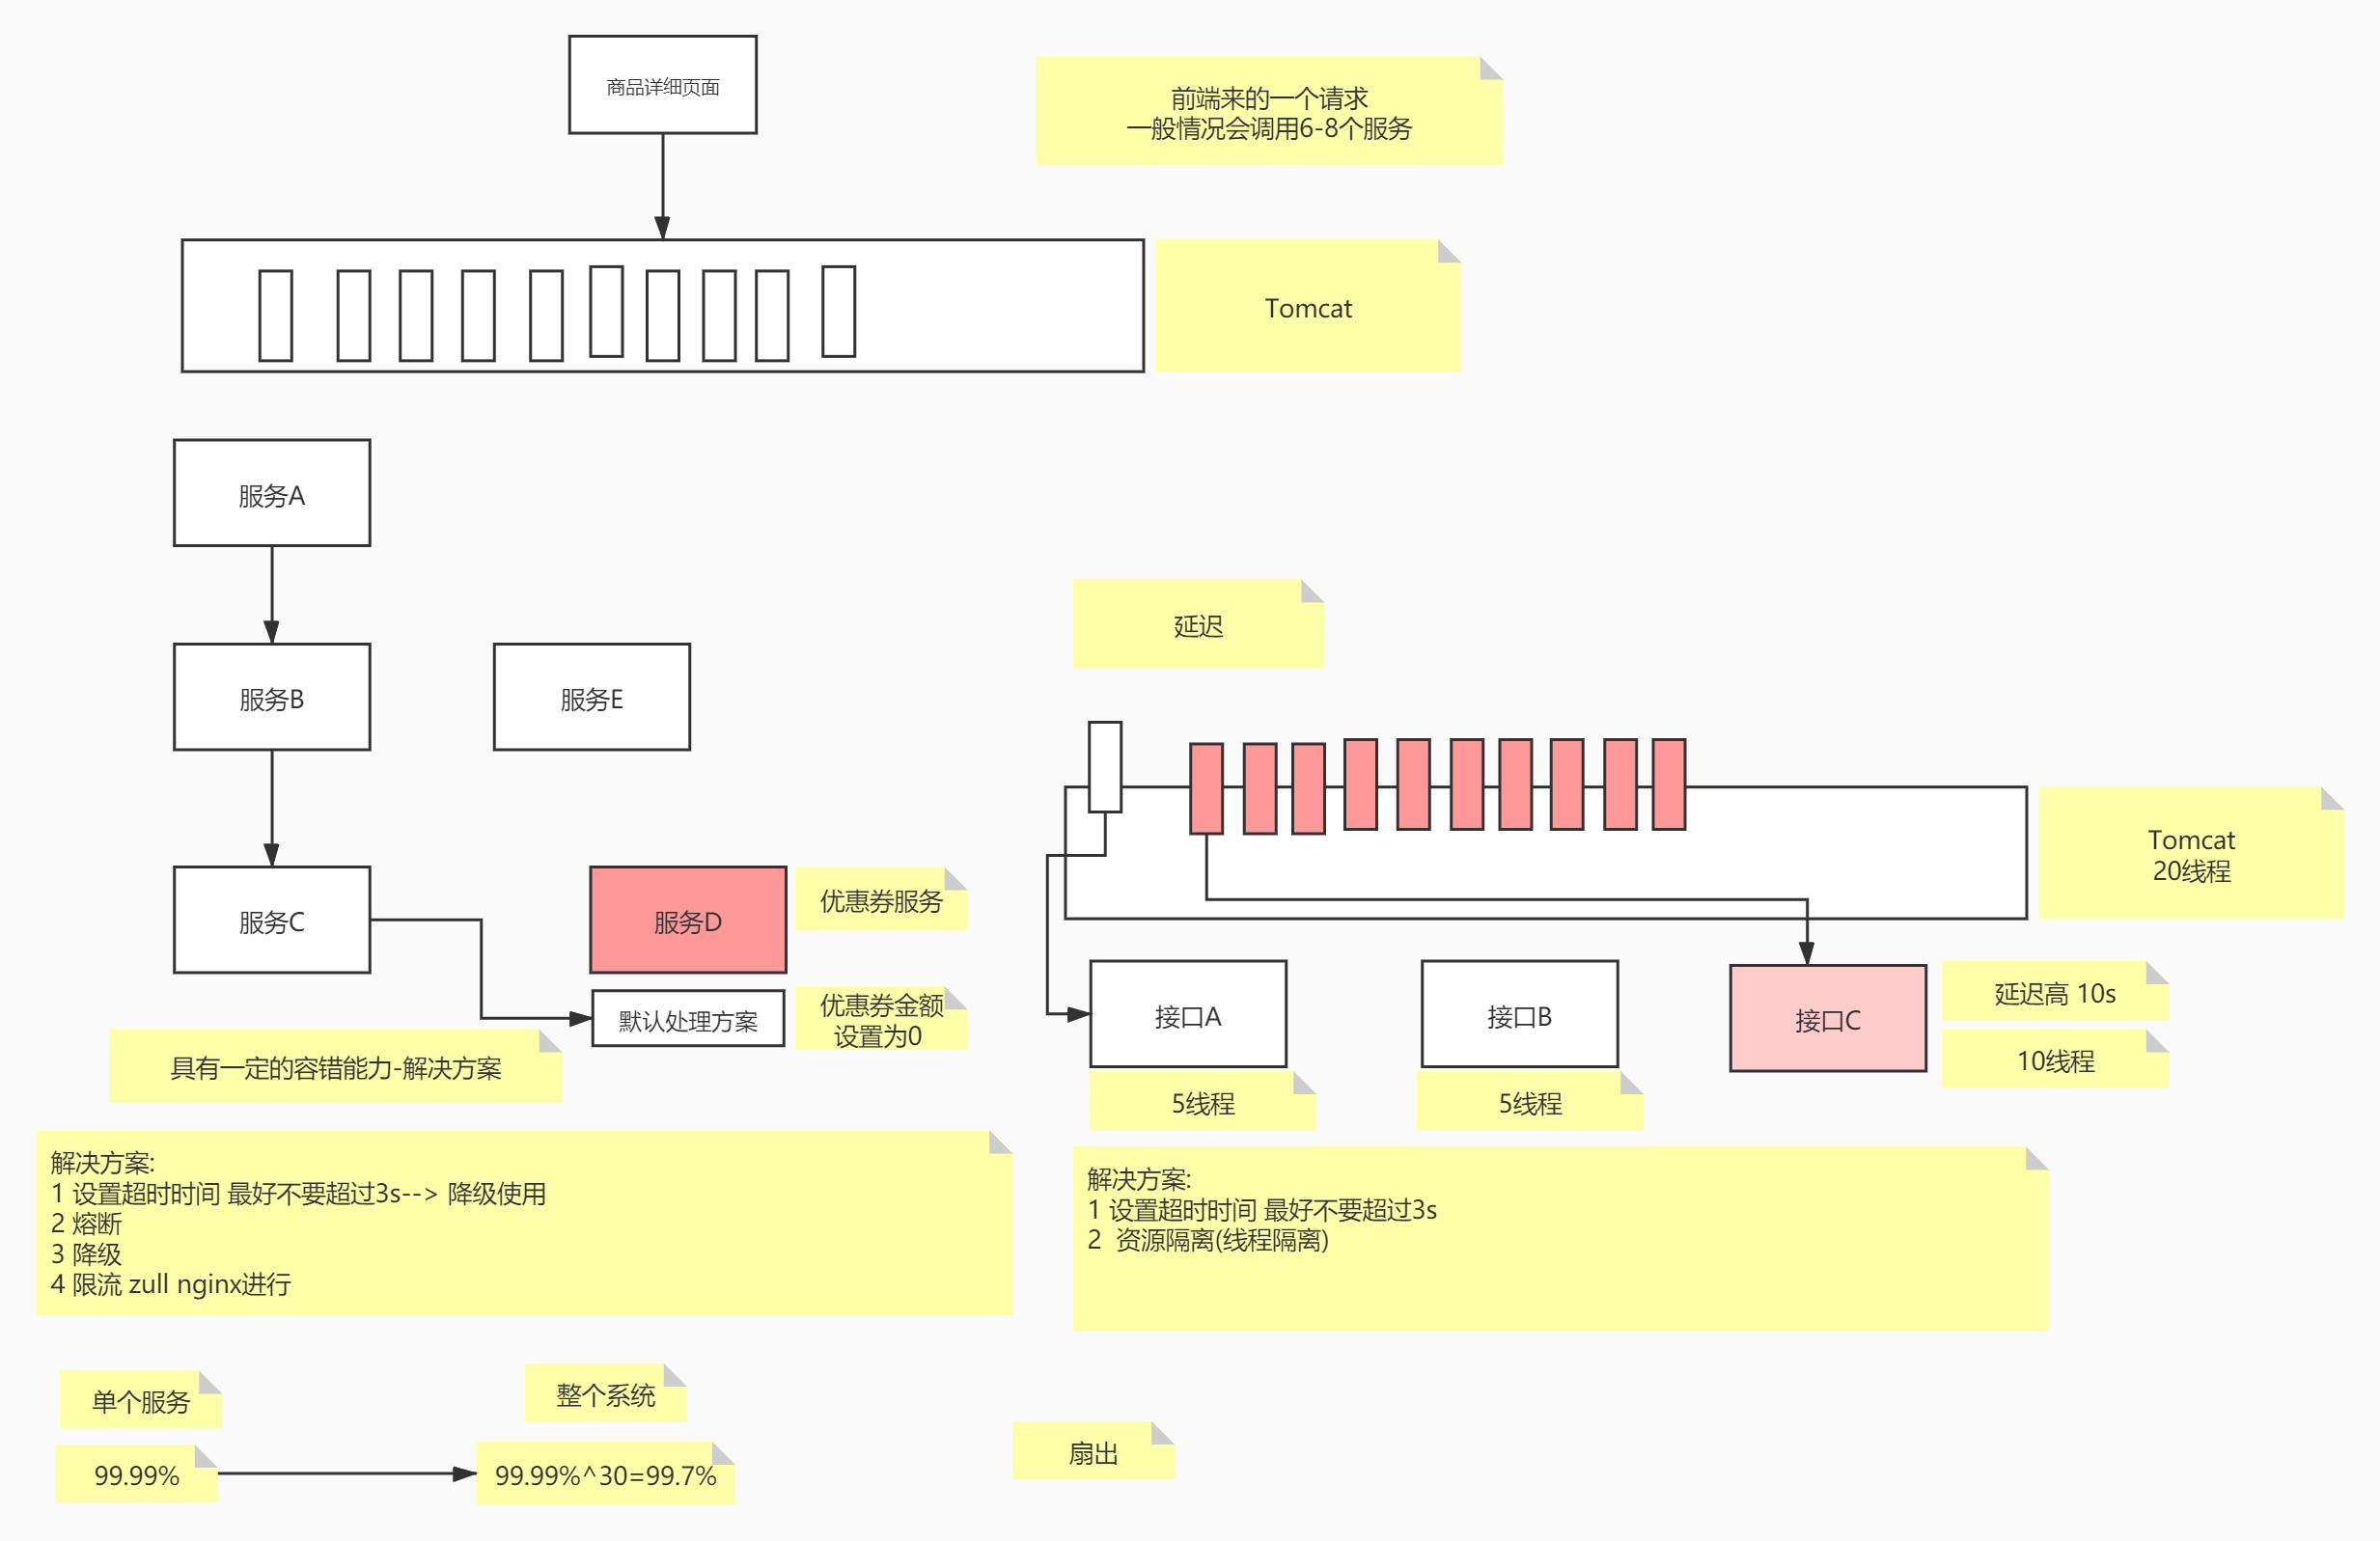 商品详细页面
前端来的一个请求
一般情况会调用6-8个服务
Tomcat
服务A
服务B
服务E
服务C
服务D
优惠券服务
默认处理方案
优惠券金额
设置为0
具有一定的容错能力-解决方案
解决方案:
1 设置超时时间 最好不要超过3s--> 降级使用
2 熔断
3 降级
4 限流 zull nginx进行
延迟
Tomcat
20线程
接口A
接口B
接口C
延迟高 10s
10线程
5线程
5线程
解决方案:
1 设置超时时间 最好不要超过3s
2  资源隔离(线程隔离)
单个服务
整个系统
99.99%
99.99%^30=99.7%
扇出